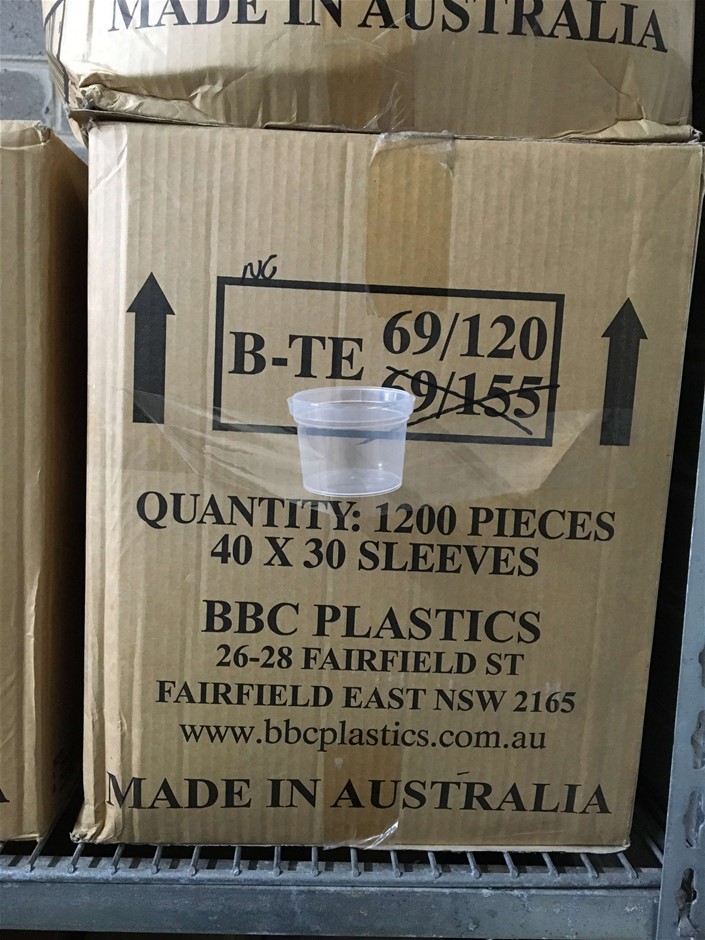 MADE IN AUSTRALIA
NC
B-TE 69/120
69/155
QUANTITY: 1200 PIECES
40 X 30 SLEEVES
BBC PLASTICS
26-28 FAIRFIELD ST
FAIRFIELD EAST NSW 2165
www.bbcplastics.com.au
MADE IN AUSTRALIA